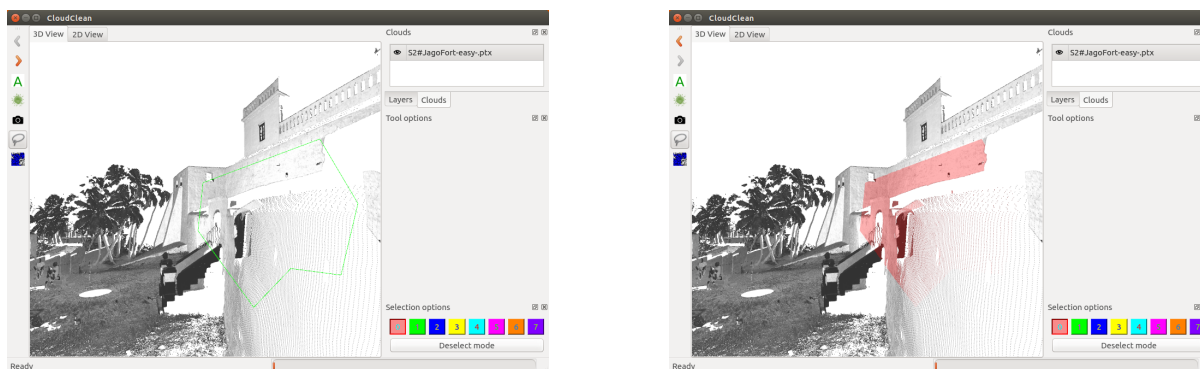 CloudClean
3D View 2D View
Clouds
S2#JagoFort-easy-.ptx
Layers Clouds
Tool options
A
Selection options
0 1 2 3 4 5 6 7
Deselect mode
Ready
CloudClean
3D View 2D View
Clouds
S2#JagoFort-easy-.ptx
Layers Clouds
Tool options
A
Selection options
0 1 2 3 4 5 6 7
Deselect mode
Ready